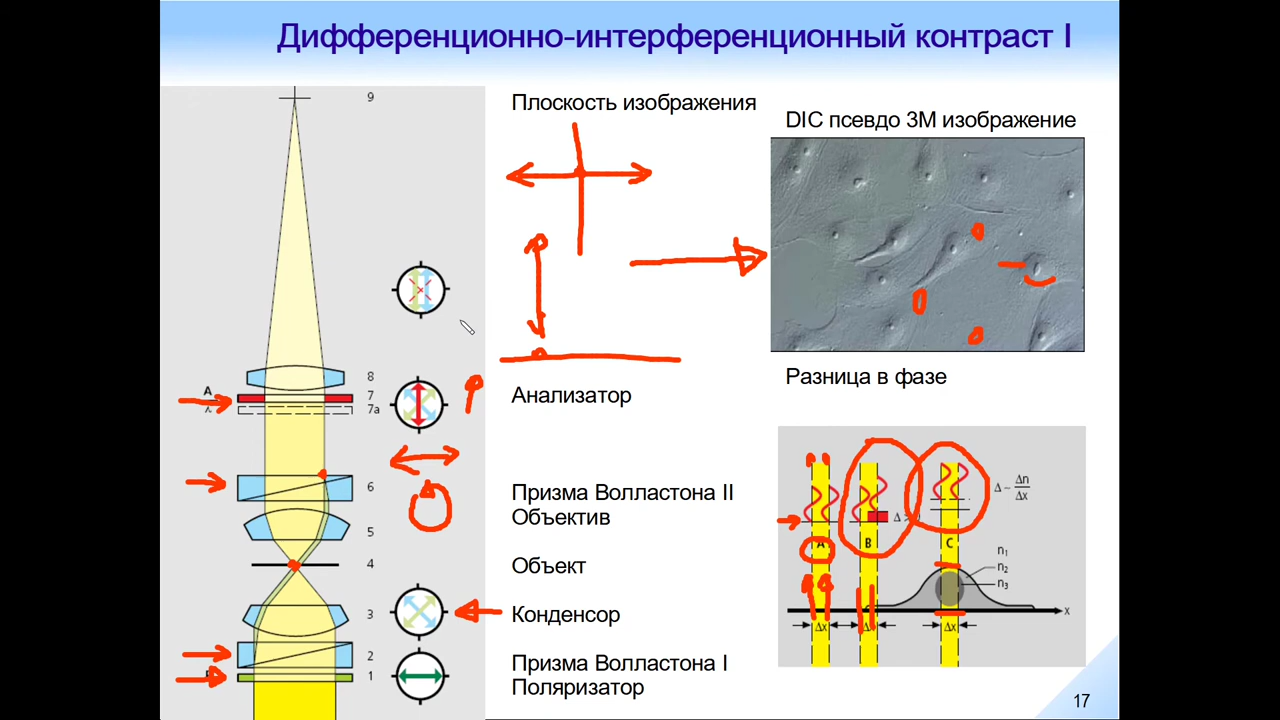 Дифференционно-интерференционный контраст I
9
8
A
λ
7
7a
6
5
4
3
2
1
Плоскость изображения
Анализатор
Призма Волластона II
Объектив
Объект
Конденсор
Призма Волластона I
Поляризатор
DIC псевдо 3М изображение
Разница в фазе
Δ ~ Δn
Δx
Δ >
A
B
C
n1
n2
n3
x
Δx
Δx
17